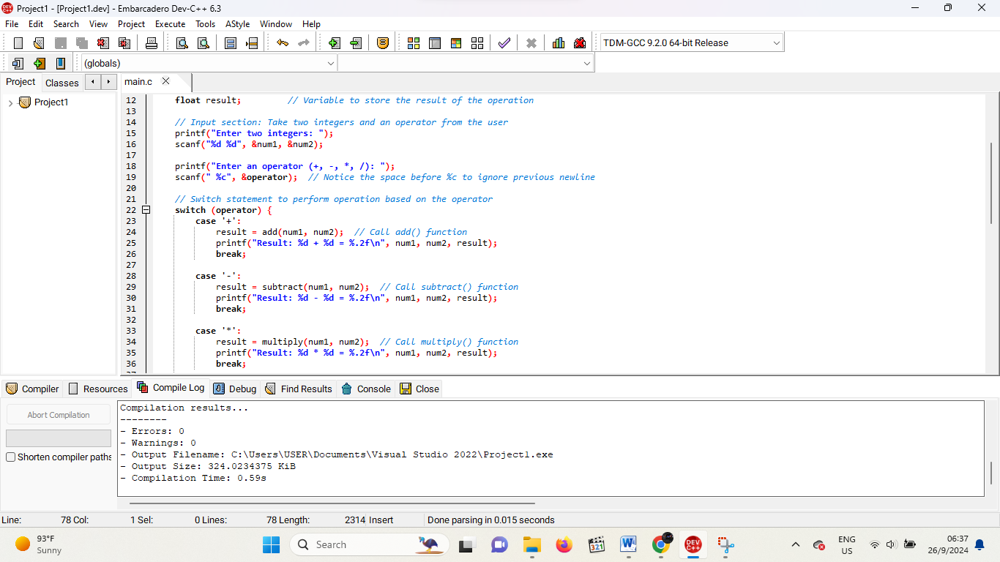 Project1 - [Project1.dev] - Embarcadero Dev-C++ 6.3
File Edit Search View Project Execute Tools AStyle Window Help
TDM-GCC 9.2.0 64-bit Release
(globals)
Project Classes main.c
Project1
12 float result; // Variable to store the result of the operation
13
14 // Input section: Take two integers and an operator from the user
15 printf("Enter two integers: ");
16 scanf("%d %d", &num1, &num2);
17
18 printf("Enter an operator (+, -, *, /): ");
19 scanf(" %c", &operator); // Notice the space before %c to ignore previous newline
20
21 // Switch statement to perform operation based on the operator
22 switch (operator) {
23 case '+':
24 result = add(num1, num2); // Call add() function
25 printf("Result: %d + %d = %.2f\n", num1, num2, result);
26 break;
27
28 case '-':
29 result = subtract(num1, num2); // Call subtract() function
30 printf("Result: %d - %d = %.2f\n", num1, num2, result);
31 break;
32
33 case '*':
34 result = multiply(num1, num2); // Call multiply() function
35 printf("Result: %d * %d = %.2f\n", num1, num2, result);
36 break;
Compiler Resources Compile Log Debug Find Results Console Close
Abort Compilation
Shorten compiler paths
Compilation results...
--------
- Errors: 0
- Warnings: 0
- Output Filename: C:\Users\USER\Documents\Visual Studio 2022\Project1.exe
- Output Size: 324.0234375 KiB
- Compilation Time: 0.59s
Line: 78 Col: 1 Sel: 0 Lines: 78 Length: 2314 Insert Done parsing in 0.015 seconds
93°F
Sunny
Search
321
DEV
C++
ENG
US
06:37
26/9/2024